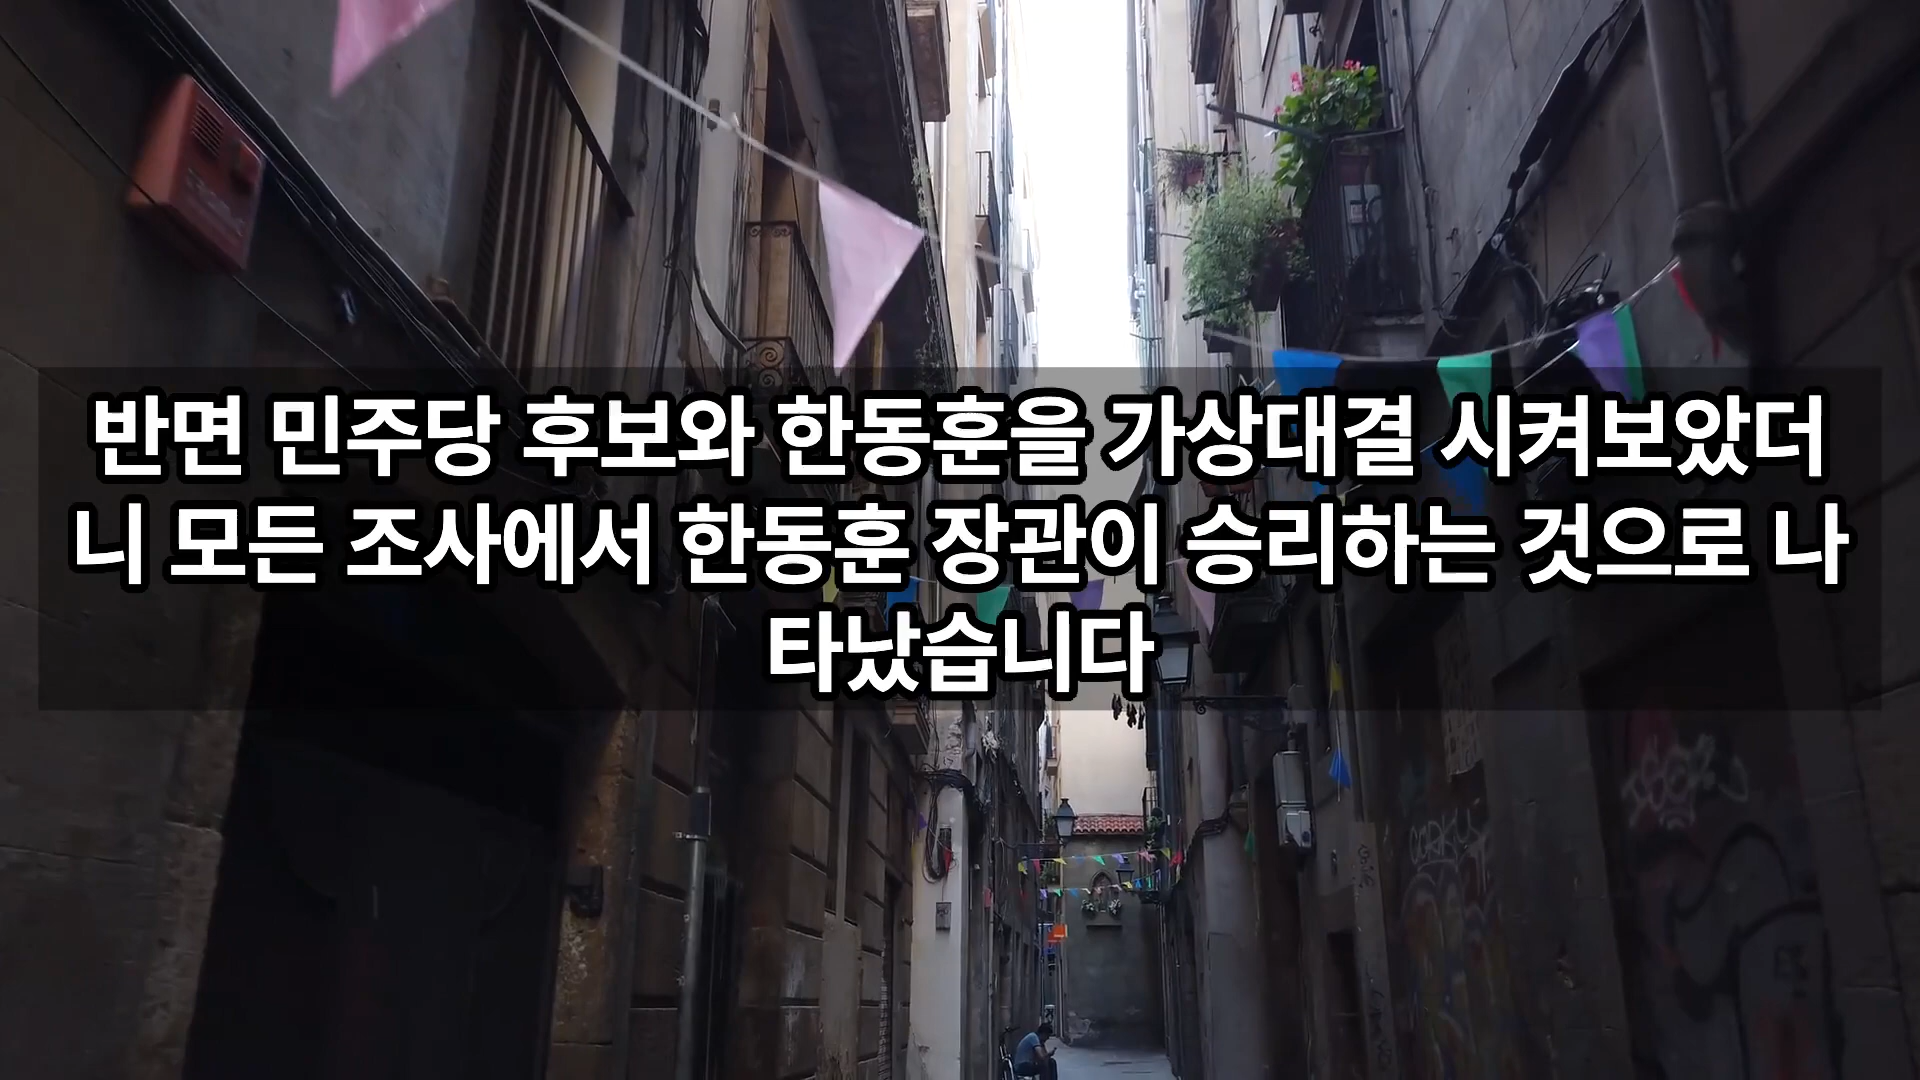 반면 민주당 후보와 한동훈을 가상대결 시켜보았더
니 모든 조사에서 한동훈 장관이 승리하는 것으로 나
타났습니다